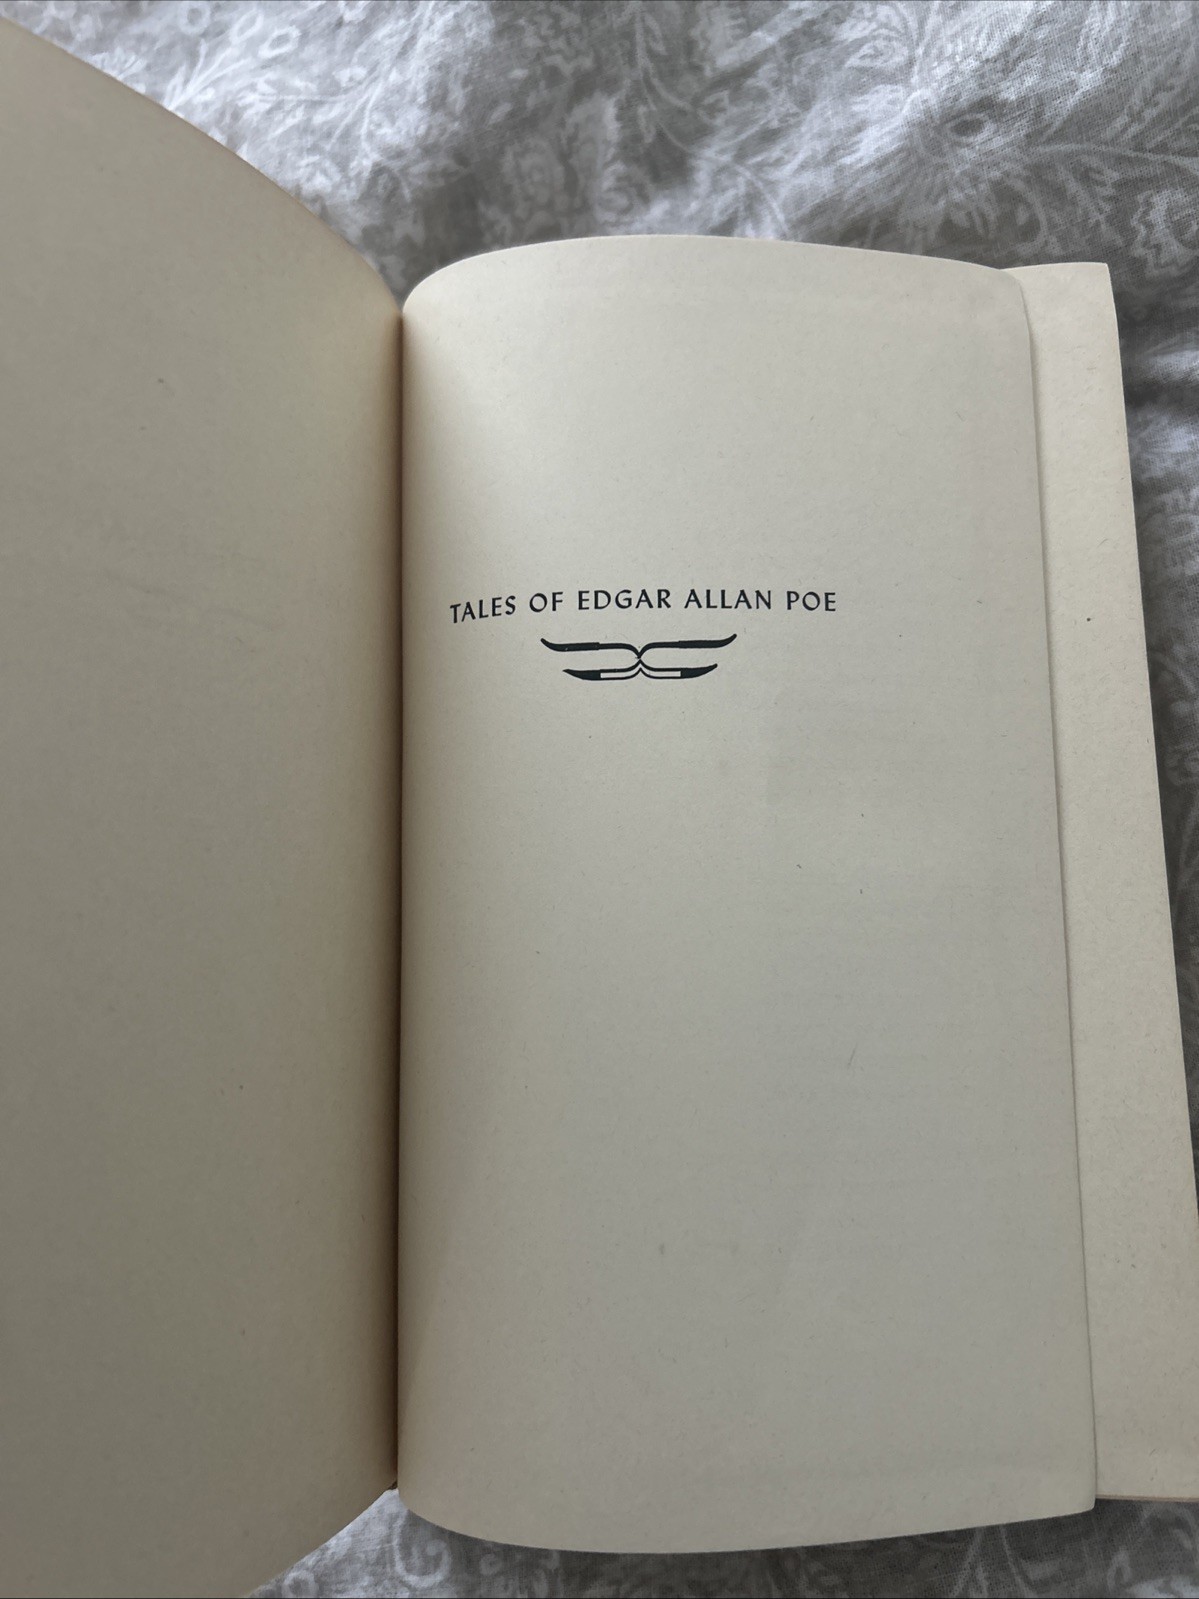 TALES OF EDGAR ALLAN POE